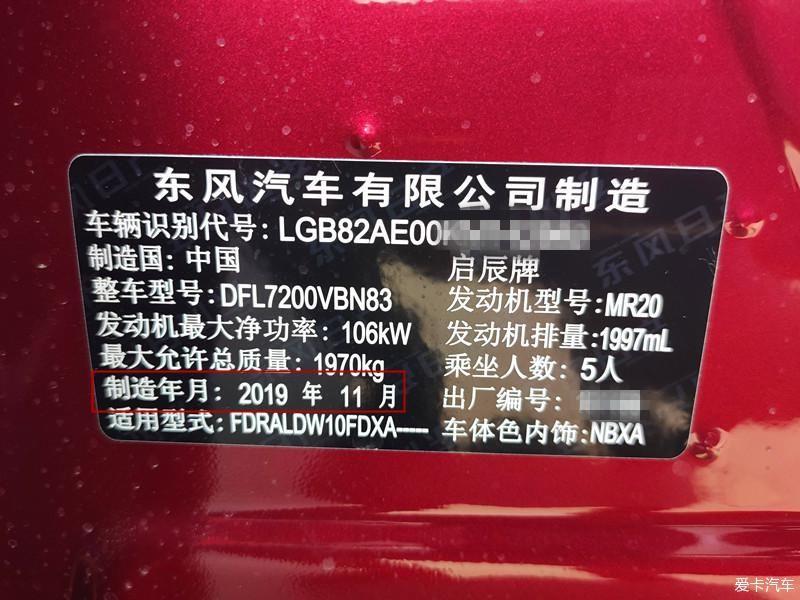 东风汽车有限公司制造
车辆识别代号: LGB82AE00
制造国: 中国 启辰牌
整车型号: DFL7200VBN83 发动机型号: MR20
发动机最大净功率: 106kW 发动机排量: 1997mL
最大允许总质量: 1970kg 乘坐人数: 5人
制造年月: 2019 年 11 月 出厂编号:
适用型式: FDRALDW10FDXA----- 车体色内饰: NBXA
爱卡汽车